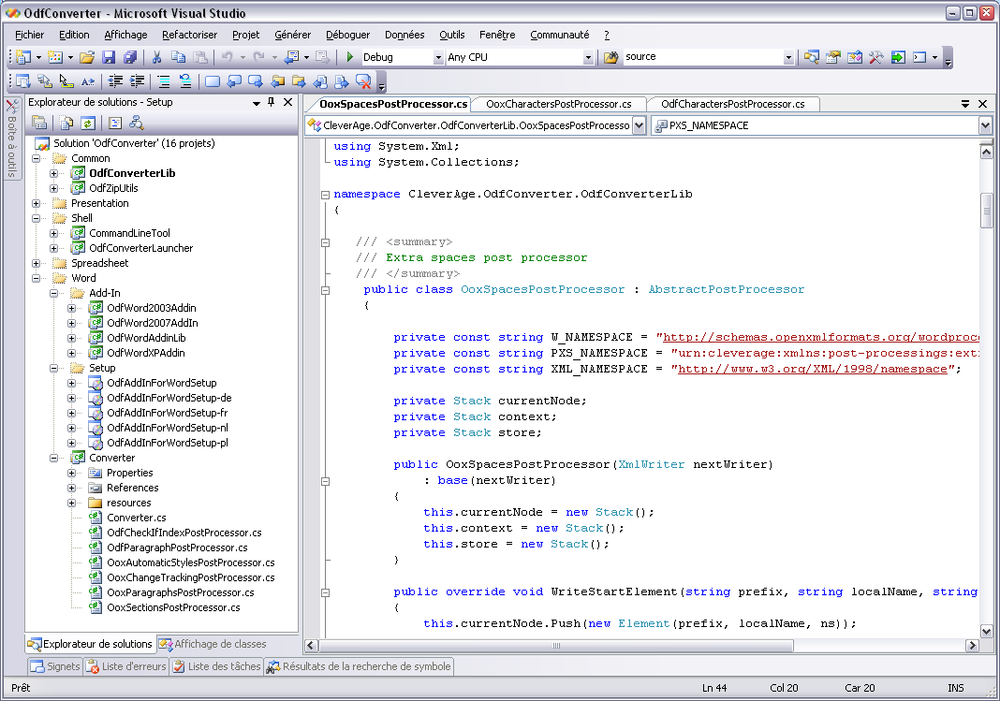 OdfConverter - Microsoft Visual Studio
Fichier Edition Affichage Refactoriser Projet Générer Déboguer Données Outils Fenêtre Communauté ?
Debug Any CPU source
Boîte à outils
Explorateur de solutions - Setup
Solution 'OdfConverter' (16 projets)
Common
OdfConverterLib
OdfZipUtils
Presentation
Shell
CommandLineTool
OdfConverterLauncher
Spreadsheet
Word
Add-In
OdfWord2003Addin
OdfWord2007AddIn
OdfWordAddinLib
OdfWordXPAddin
Setup
OdfAddInForWordSetup
OdfAddInForWordSetup-de
OdfAddInForWordSetup-fr
OdfAddInForWordSetup-nl
OdfAddInForWordSetup-pl
Converter
Properties
References
resources
Converter.cs
OdfCheckIfIndexPostProcessor.cs
OdfParagraphPostProcessor.cs
OoxAutomaticStylesPostProcessor.cs
OoxChangeTrackingPostProcessor.cs
OoxParagraphsPostProcessor.cs
OoxSectionsPostProcessor.cs
Explorateur de solutions Affichage de classes
OoxSpacesPostProcessor.cs OoxCharactersPostProcessor.cs OdfCharactersPostProcessor.cs
CleverAge.OdfConverter.OdfConverterLib.OoxSpacesPostProcesso PXS_NAMESPACE
using System.Xml;
using System.Collections;
namespace CleverAge.OdfConverter.OdfConverterLib
{
/// <summary>
/// Extra spaces post processor
/// </summary>
public class OoxSpacesPostProcessor : AbstractPostProcessor
{
private const string W_NAMESPACE = "http://schemas.openxmlformats.org/wordproce
private const string PXS_NAMESPACE = "urn:cleverage:xmlns:post-processings:ext
private const string XML_NAMESPACE = "http://www.w3.org/XML/1998/namespace";
private Stack currentNode;
private Stack context;
private Stack store;
public OoxSpacesPostProcessor(XmlWriter nextWriter)
: base(nextWriter)
{
this.currentNode = new Stack();
this.context = new Stack();
this.store = new Stack();
}
public override void WriteStartElement(string prefix, string localName, string
{
this.currentNode.Push(new Element(prefix, localName, ns));
Signets Liste d'erreurs Liste des tâches Résultats de la recherche de symbole
Prêt Ln 44 Col 20 Car 20 INS